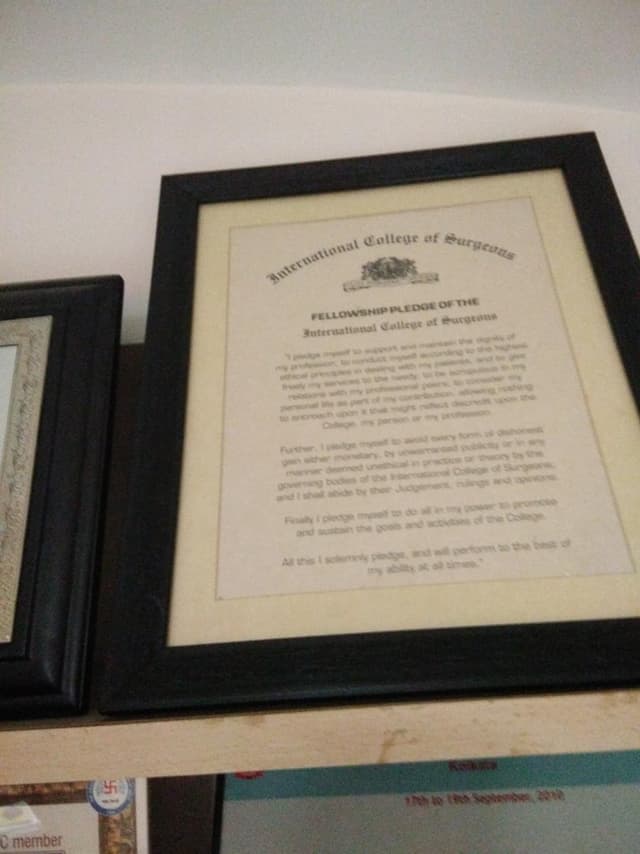 International College of Surgeons
FELLOWSHIP PLEDGE OF THE
International College of Surgeons
"I pledge myself to support and maintain the dignity of
my profession, to conduct myself according to the highest
ethical principles in dealing with my patients, and to give
freely my services to the needy, to be scrupulous in my
relations with my professional peers, to consider my
personal life as part of my contribution, allowing nothing
to encroach upon it that might reflect discredit upon the
College, my person or my profession.
Further, I pledge myself to avoid every form of dishonest
gain either monetary, by unwarranted publicity or in any
manner deemed unethical in practice or theory by the
governing bodies of the International College of Surgeons,
and I shall abide by their Judgement, rulings and opinions.
Finally I pledge myself to do all in my power to promote
and sustain the goals and activities of the College.
All this I solemnly pledge, and will perform to the best of
my ability at all times."
C member
Kolkata
17th to 19th September, 2010